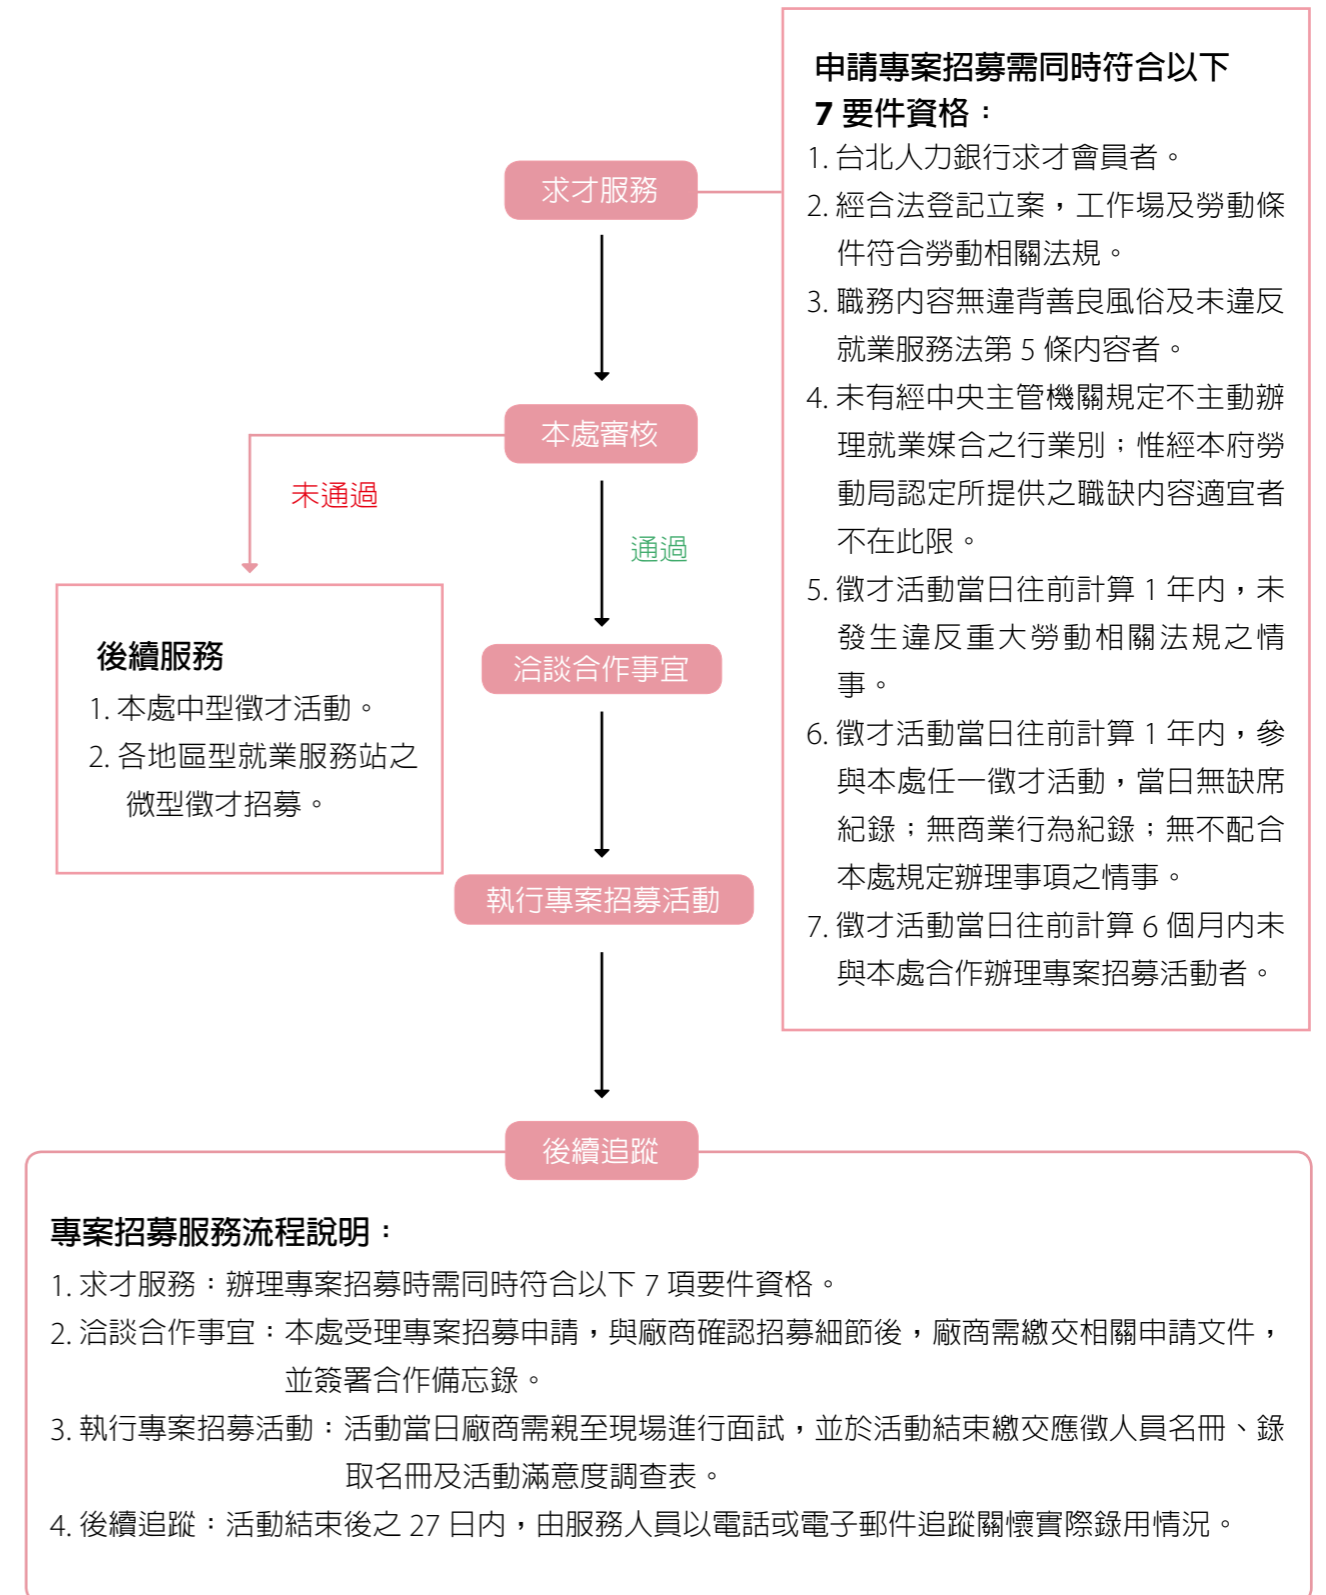 申請專案招募需同時符合以下
7 要件資格：
1. 台北人力銀行求才會員者。
2. 經合法登記立案，工作場及勞動條
件符合勞動相關法規。
3. 職務內容無違背善良風俗及未違反
就業服務法第 5 條內容者。
4. 未有經中央主管機關規定不主動辦
理就業媒合之行業別；惟經本府勞
動局認定所提供之職缺內容適宜者
不在此限。
5. 徵才活動當日往前計算 1 年內，未
發生違反重大勞動相關法規之情
事。
6. 徵才活動當日往前計算 1 年內，參
與本處任一徵才活動，當日無缺席
紀錄；無商業行為紀錄；無不配合
本處規定辦理事項之情事。
7. 徵才活動當日往前計算 6 個月內未
與本處合作辦理專案招募活動者。
求才服務
本處審核
未通過
通過
後續服務
1. 本處中型徵才活動。
2. 各地區型就業服務站之
微型徵才招募。
洽談合作事宜
執行專案招募活動
後續追蹤
專案招募服務流程說明：
1. 求才服務：辦理專案招募時需同時符合以下 7 項要件資格。
2. 洽談合作事宜：本處受理專案招募申請，與廠商確認招募細節後，廠商需繳交相關申請文件，
並簽署合作備忘錄。
3. 執行專案招募活動：活動當日廠商需親至現場進行面試，並於活動結束繳交應徵人員名冊、錄
取名冊及活動滿意度調查表。
4. 後續追蹤：活動結束後之 27 日內，由服務人員以電話或電子郵件追蹤關懷實際錄用情況。